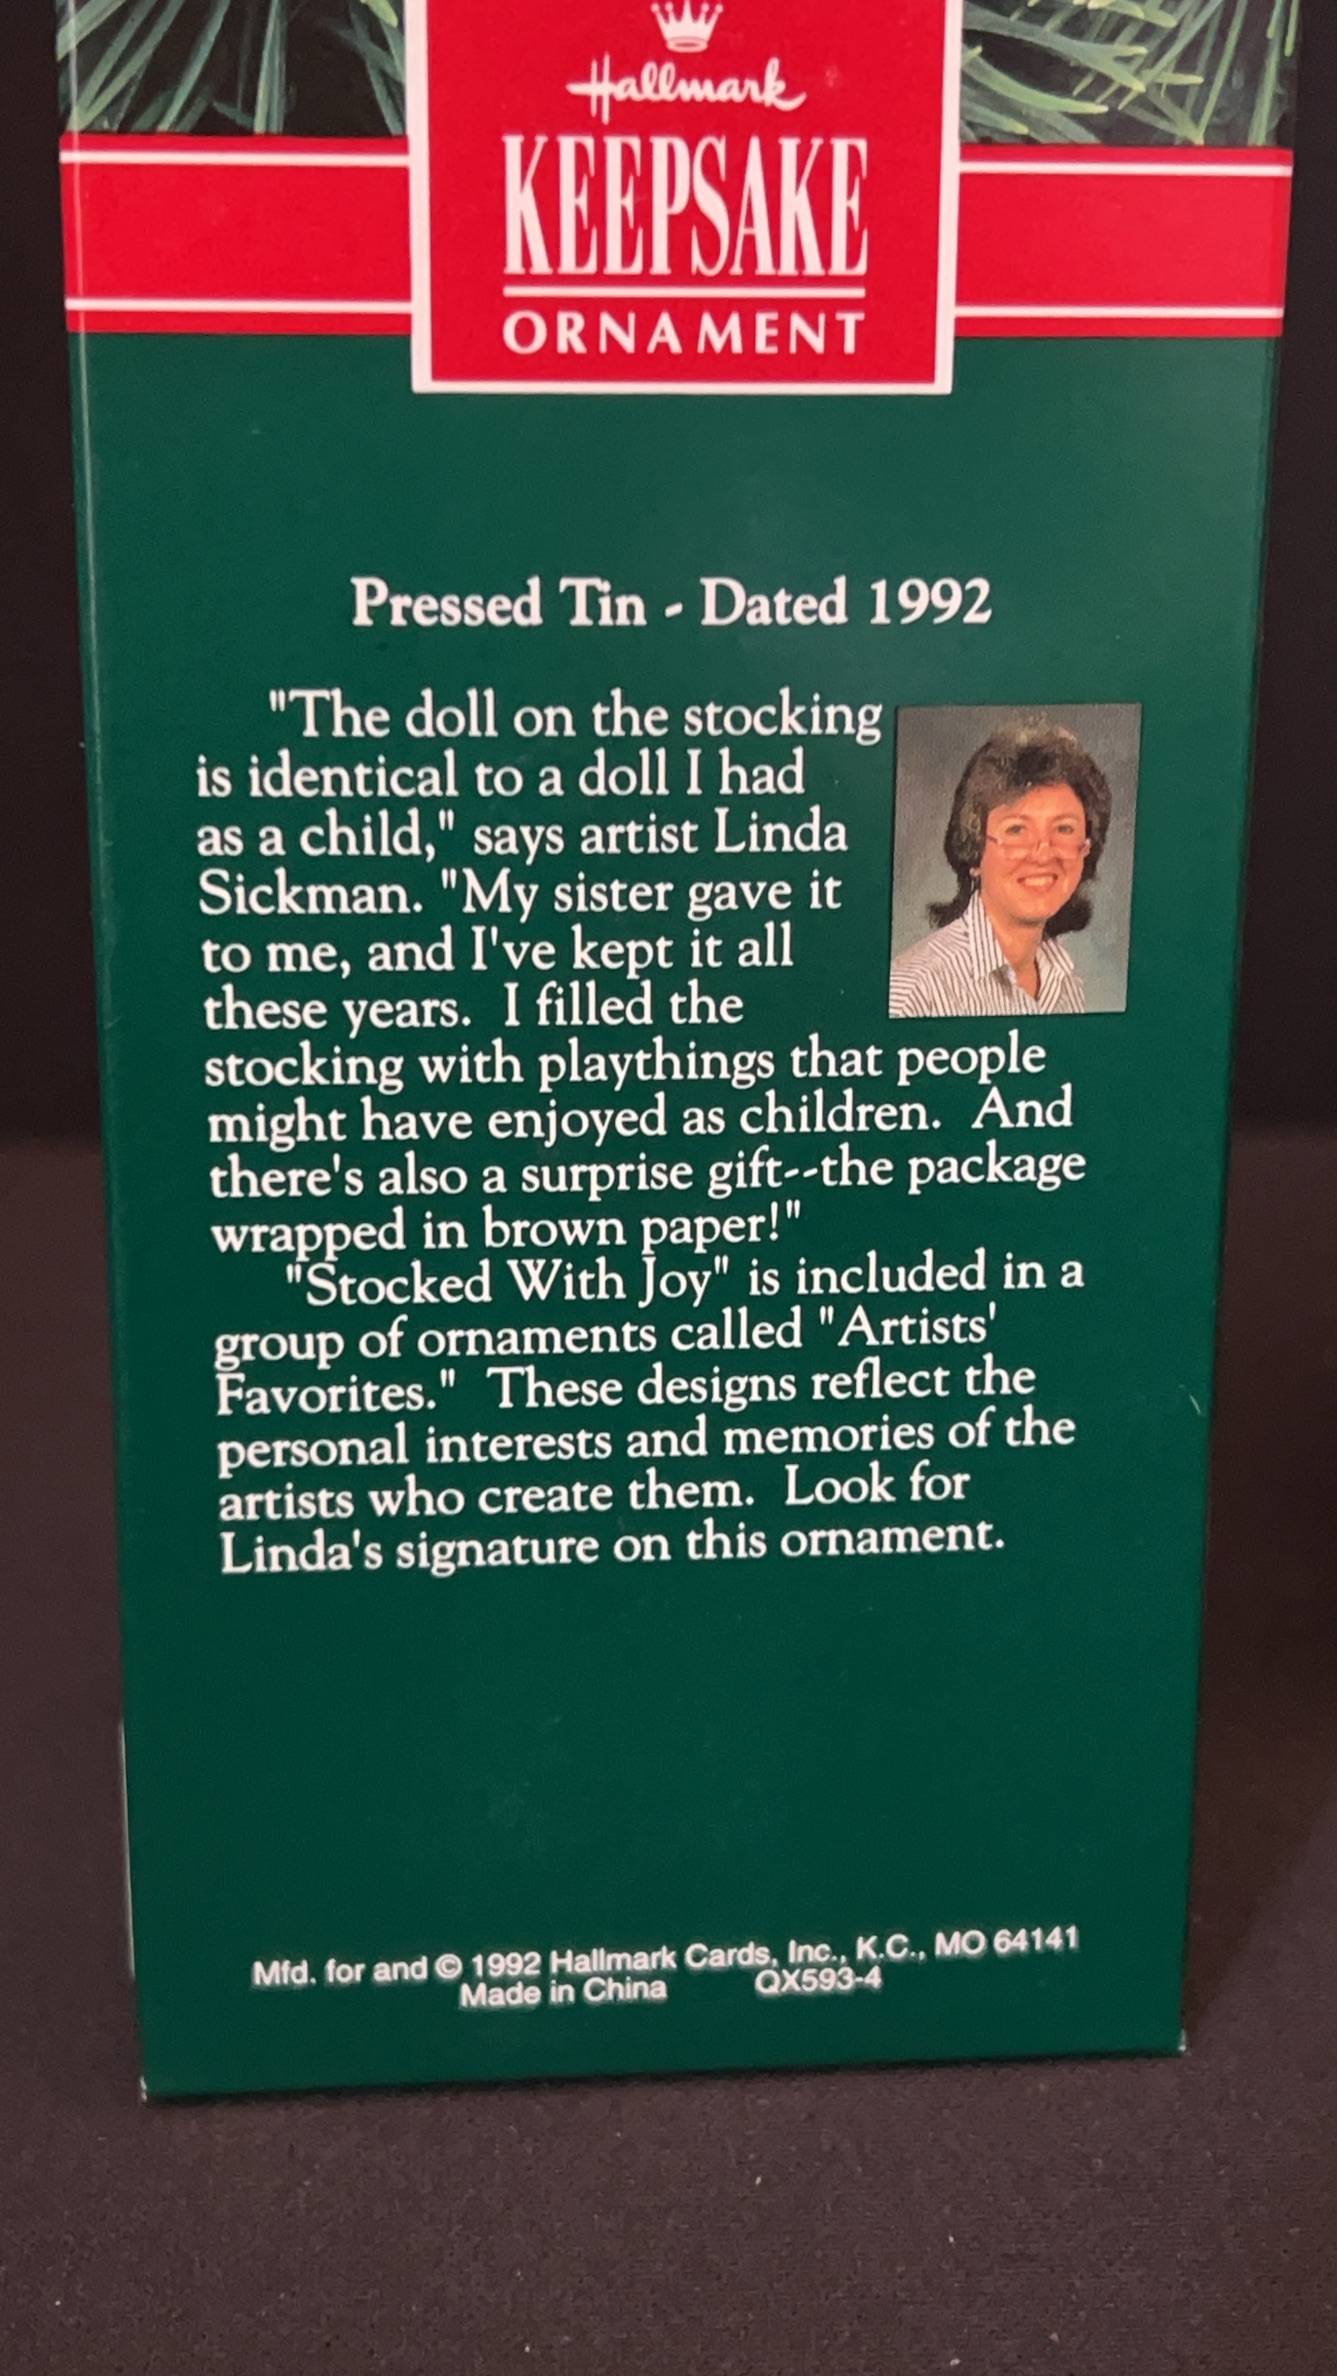 Hallmark
KEEPSAKE
ORNAMENT
Pressed Tin - Dated 1992
"The doll on the stocking
is identical to a doll I had
as a child," says artist Linda
Sickman. "My sister gave it
to me, and I've kept it all
these years. I filled the
stocking with playthings that people
might have enjoyed as children. And
there's also a surprise gift--the package
wrapped in brown paper!"
"Stocked With Joy" is included in a
group of ornaments called "Artists'
Favorites." These designs reflect the
personal interests and memories of the
artists who create them. Look for
Linda's signature on this ornament.
Mfd. for and © 1992 Hallmark Cards, Inc., K.C., MO 64141
Made in China QX593-4